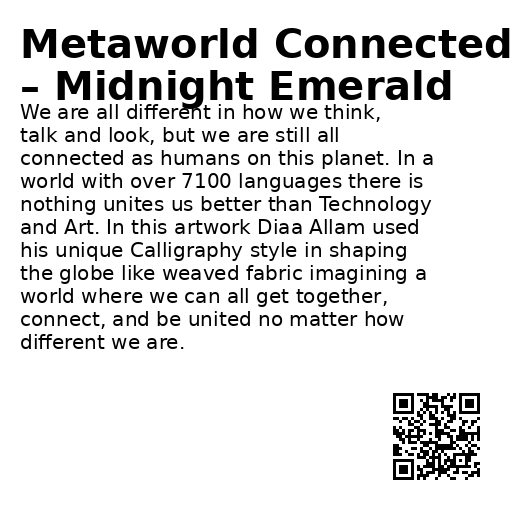 Metaworld Connected
– Midnight Emerald
We are all different in how we think,
talk and look, but we are still all
connected as humans on this planet. In a
world with over 7100 languages there is
nothing unites us better than Technology
and Art. In this artwork Diaa Allam used
his unique Calligraphy style in shaping
the globe like weaved fabric imagining a
world where we can all get together,
connect, and be united no matter how
different we are.